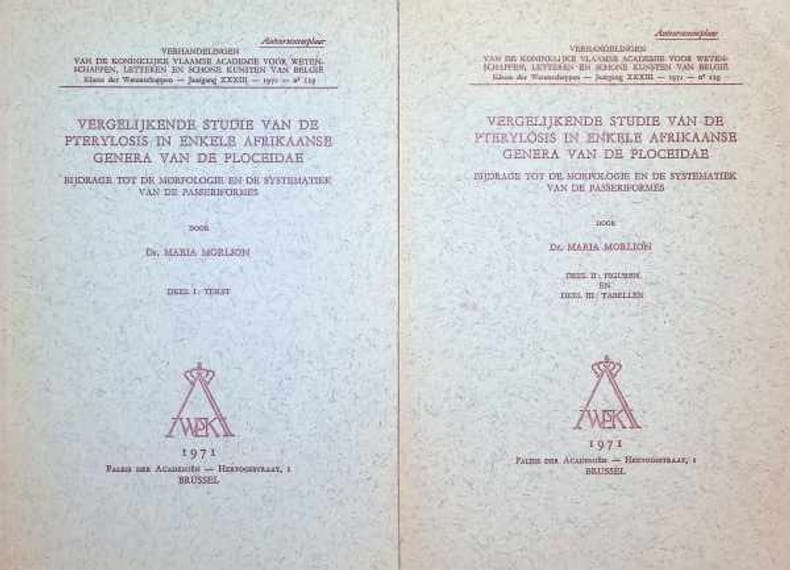 Auteursexemplaar
VERHANDELINGEN
VAN DE KONINKLIJKE VLAAMSE ACADEMIE VOOR WETEN-
SCHAPPEN, LETTEREN EN SCHONE KUNSTEN VAN BELGIË
Klasse der Wetenschappen — Jaargang XXXIII — 1971 — nº 119
VERGELIJKENDE STUDIE VAN DE
PTERYLOSIS IN ENKELE AFRIKAANSE
GENERA VAN DE PLOCEIDAE
BIJDRAGE TOT DE MORFOLOGIE EN DE SYSTEMATIEK
VAN DE PASSERIFORMES
DOOR
Dr. MARIA MORLION
DEEL I: TEKST
1971
PALEIS DER ACADEMIËN — HERTOGSSTRAAT, 1
BRUSSEL
Auteursexemplaar
VERHANDELINGEN
VAN DE KONINKLIJKE VLAAMSE ACADEMIE VOOR WETEN-
SCHAPPEN, LETTEREN EN SCHONE KUNSTEN VAN BELGIË
Klasse der Wetenschappen — Jaargang XXXIII — 1971 — nº 119
VERGELIJKENDE STUDIE VAN DE
PTERYLOSIS IN ENKELE AFRIKAANSE
GENERA VAN DE PLOCEIDAE
BIJDRAGE TOT DE MORFOLOGIE EN DE SYSTEMATIEK
VAN DE PASSERIFORMES
DOOR
Dr. MARIA MORLION
DEEL II: FIGUREN
EN
DEEL III: TABELLEN
1971
PALEIS DER ACADEMIËN — HERTOGSSTRAAT, 1
BRUSSEL